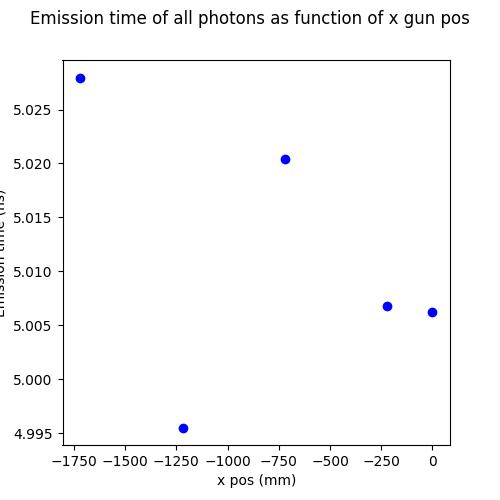 Emission time of all photons as function of x gun pos
5.025
5.020
5.015
5.010
5.005
5.000
4.995
Emission time (ns)
−1750 −1500 −1250 −1000 −750 −500 −250 0
x pos (mm)